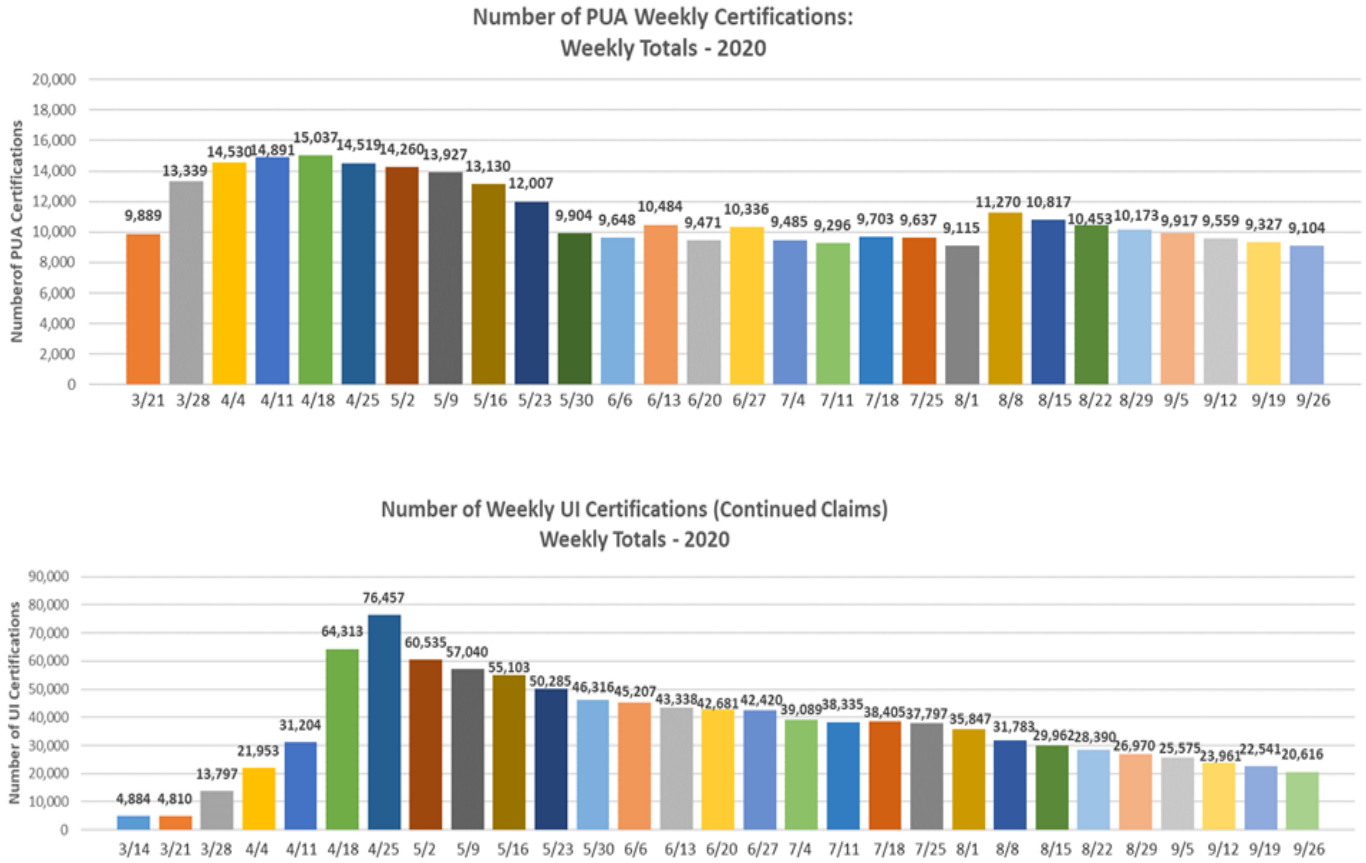 Number of PUA Weekly Certifications:
Weekly Totals - 2020
Numberof PUA Certifications
20,000
18,000
16,000
14,000
12,000
10,000
8,000
6,000
4,000
2,000
0
9,889 13,339 14,530 14,891 15,037 14,519 14,260 13,927 13,130 12,007 9,904 9,648 10,484 9,471 10,336 9,485 9,296 9,703 9,637 9,115 11,270 10,817 10,453 10,173 9,917 9,559 9,327 9,104
3/21 3/28 4/4 4/11 4/18 4/25 5/2 5/9 5/16 5/23 5/30 6/6 6/13 6/20 6/27 7/4 7/11 7/18 7/25 8/1 8/8 8/15 8/22 8/29 9/5 9/12 9/19 9/26
Number of Weekly UI Certifications (Continued Claims)
Weekly Totals - 2020
Number of UI Certifications
90,000
80,000
70,000
60,000
50,000
40,000
30,000
20,000
10,000
0
4,884 4,810 13,797 21,953 31,204 64,313 76,457 60,535 57,040 55,103 50,285 46,316 45,207 43,338 42,681 42,420 39,089 38,335 38,405 37,797 35,847 31,783 29,962 28,390 26,970 25,575 23,961 22,541 20,616
3/14 3/21 3/28 4/4 4/11 4/18 4/25 5/2 5/9 5/16 5/23 5/30 6/6 6/13 6/20 6/27 7/4 7/11 7/18 7/25 8/1 8/8 8/15 8/22 8/29 9/5 9/12 9/19 9/26